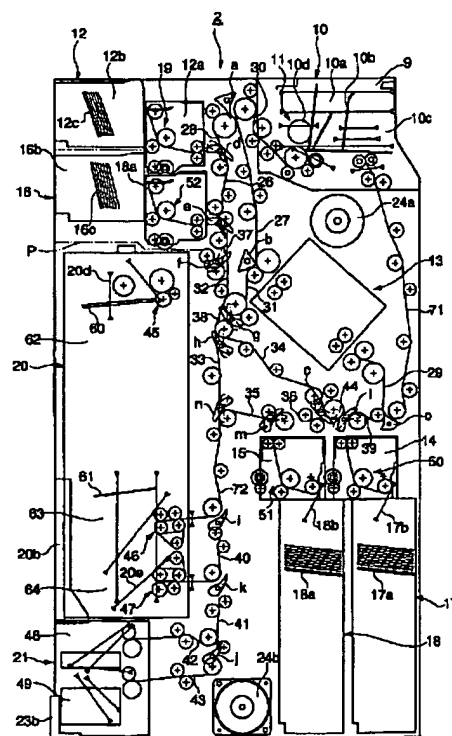 2
12
12b
19
12a
a
30
11
10d
10
10a
10b
9
28
10c
12c
d
16b
18a
52
26
24a
16
e
27
16c
37
b
P
f
13
20d
32
31
62
60
45
38
g
h
71
20
33
34
c
29
n
35
36
44
l
m
39
o
61
15
14
72
50
63
46
i
51
18b
17b
20b
20e
40
64
k
18a
17a
17
47
41
18
48
42
j
21
24b
49
43
23b